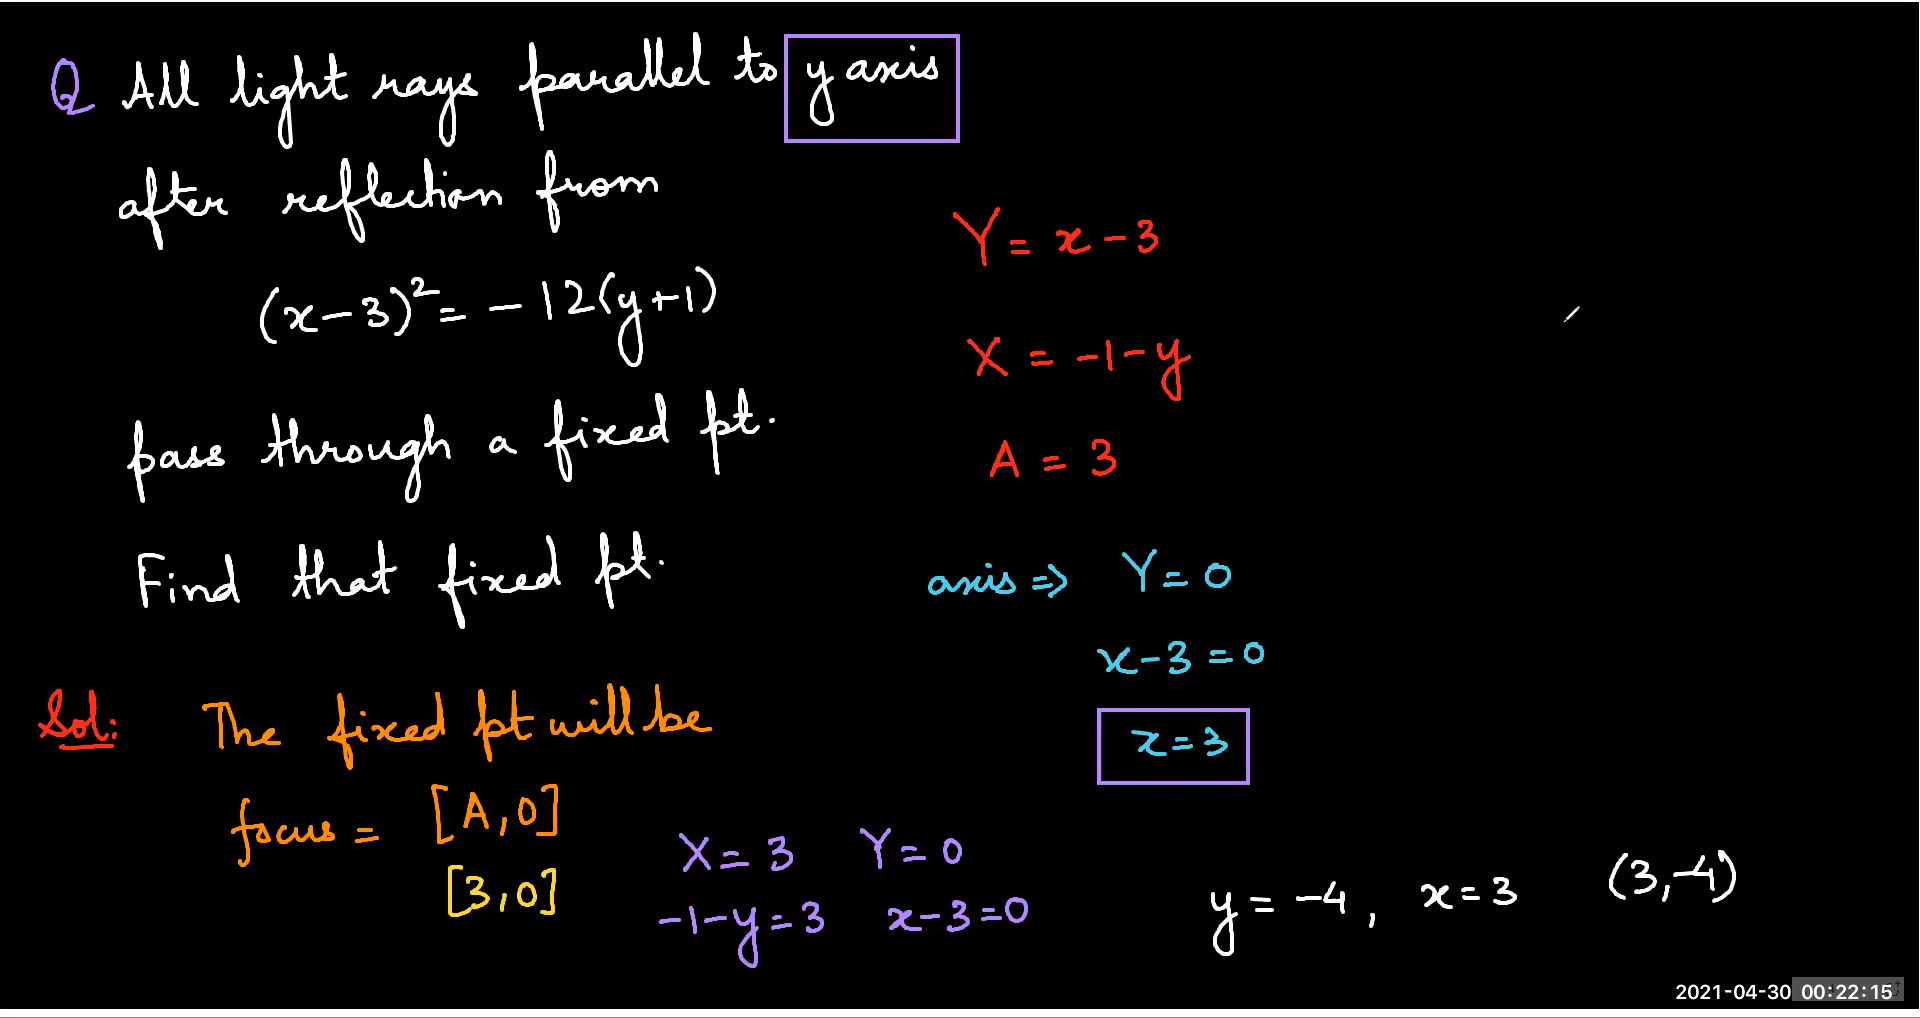 Q All light rays parallel to y axis
after reflection from
(x-3)² = -12(y+1)
pass through a fixed pt.
Find that fixed pt.
Y = x-3
X = -1-y
A = 3
axis ⇒ Y=0
x-3=0
x=3
Sol: The fixed pt will be
focus = [A,0]
[3,0]
X=3 Y=0
-1-y=3 x-3=0
y=-4, x=3 (3,-4)
2021-04-30 00:22:15